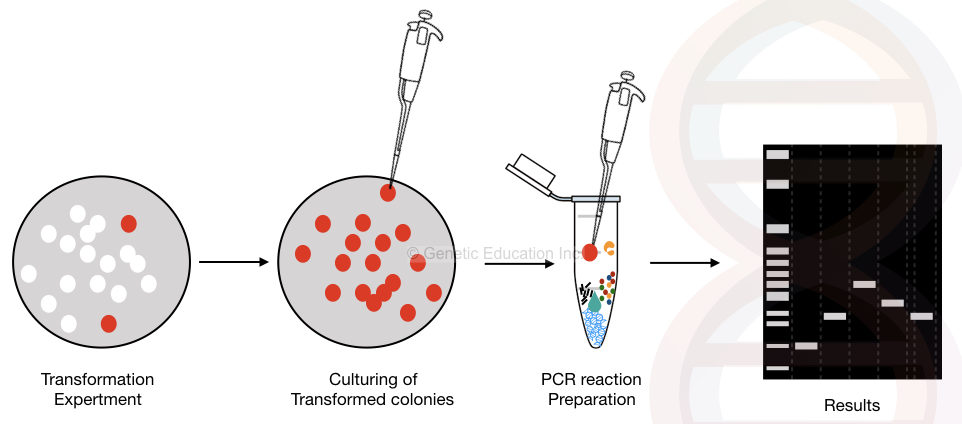 © Genetic Education Inc
Transformation
Expertment
Culturing of
Transformed colonies
PCR reaction
Preparation
Results